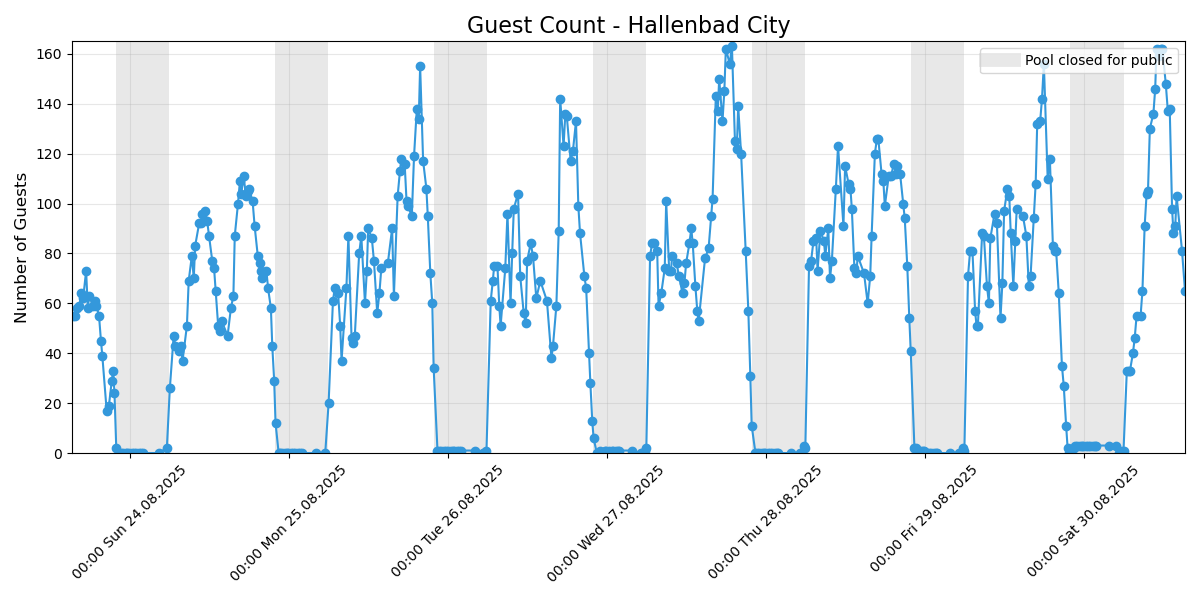 Guest Count - Hallenbad City
Pool closed for public
Number of Guests
160
140
120
100
80
60
40
20
0
00:00 Sun 24.08.2025
00:00 Mon 25.08.2025
00:00 Tue 26.08.2025
00:00 Wed 27.08.2025
00:00 Thu 28.08.2025
00:00 Fri 29.08.2025
00:00 Sat 30.08.2025